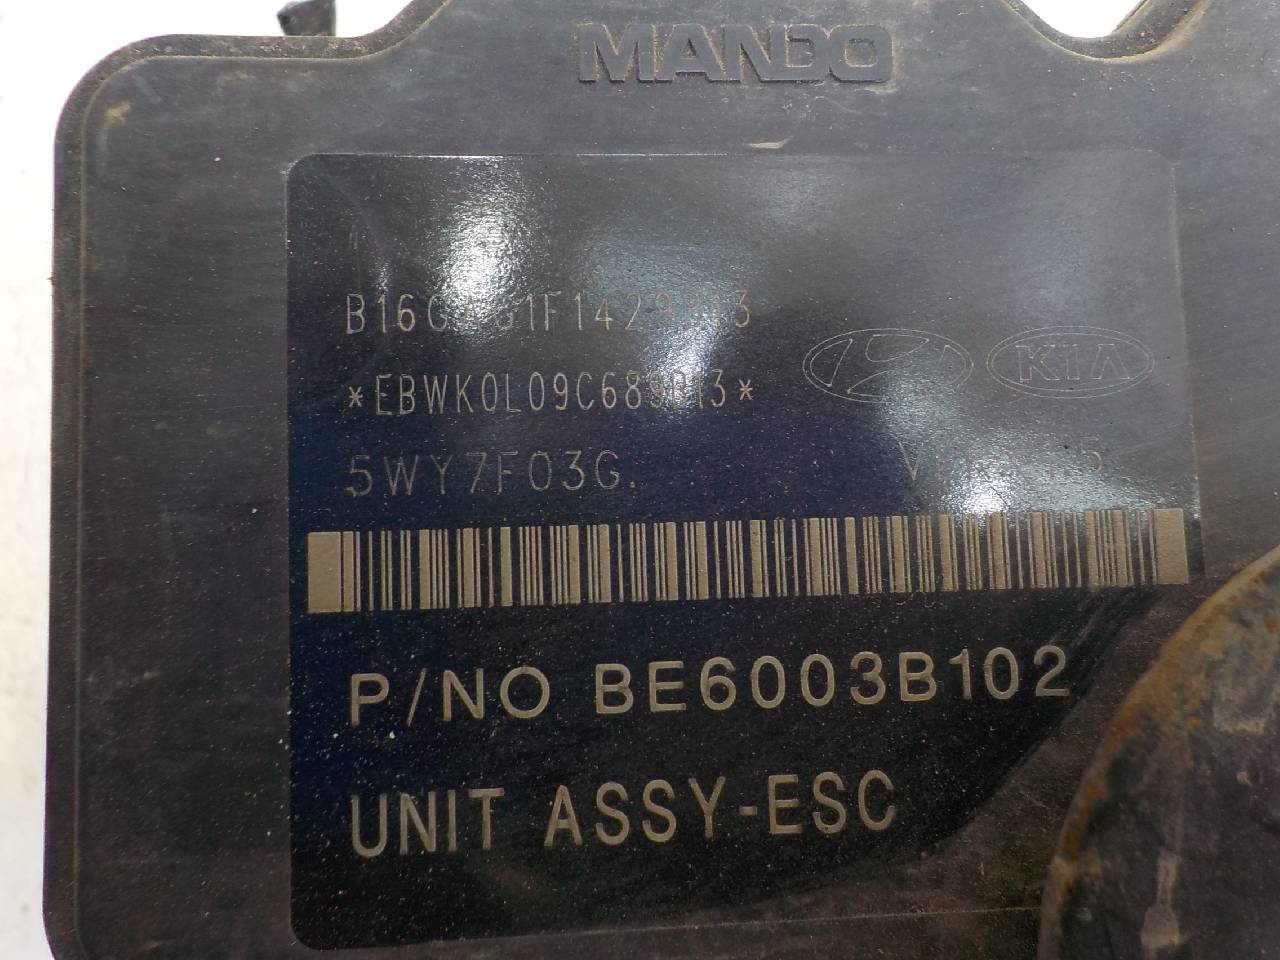 MANDO
*EBWK0L09C689013*
KIA
5WY7F03G.
P/NO BE6003B102
UNIT ASSY-ESC